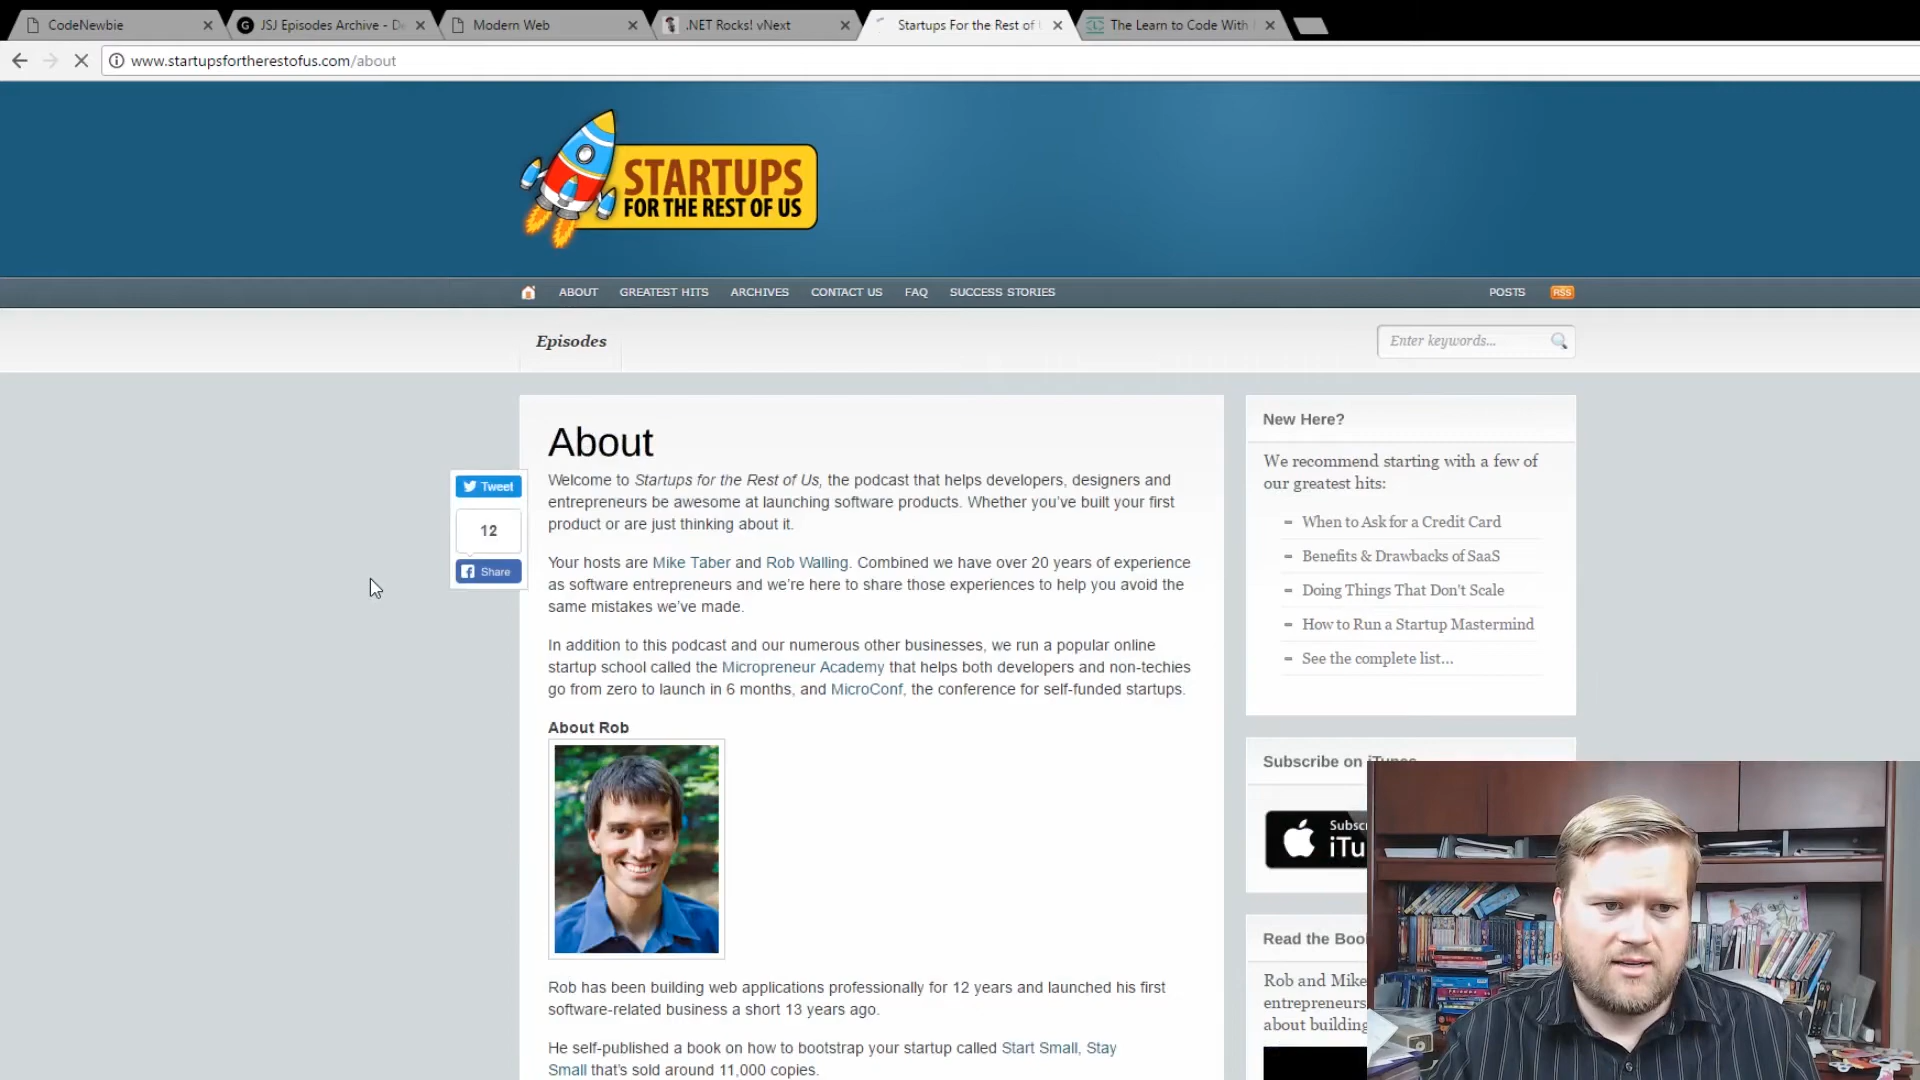 CodeNewbie
JSJ Episodes Archive - De
Modern Web
.NET Rocks! vNext
Startups For the Rest of
The Learn to Code With
www.startupsfortherestofus.com/about
STARTUPS
FOR THE REST OF US
ABOUT GREATEST HITS ARCHIVES CONTACT US FAQ SUCCESS STORIES POSTS RSS
Episodes
Enter keywords...
About
Welcome to Startups for the Rest of Us, the podcast that helps developers, designers and
entrepreneurs be awesome at launching software products. Whether you've built your first
product or are just thinking about it.
Your hosts are Mike Taber and Rob Walling. Combined we have over 20 years of experience
as software entrepreneurs and we're here to share those experiences to help you avoid the
same mistakes we've made.
In addition to this podcast and our numerous other businesses, we run a popular online
startup school called the Micropreneur Academy that helps both developers and non-techies
go from zero to launch in 6 months, and MicroConf, the conference for self-funded startups.
About Rob
Rob has been building web applications professionally for 12 years and launched his first
software-related business a short 13 years ago.
He self-published a book on how to bootstrap your startup called Start Small, Stay
Small that's sold around 11,000 copies.
Tweet
12
Share
New Here?
We recommend starting with a few of
our greatest hits:
When to Ask for a Credit Card
Benefits & Drawbacks of SaaS
Doing Things That Don't Scale
How to Run a Startup Mastermind
See the complete list...
Subscribe on iTunes
Subsc
iTu
Read the Boo
Rob and Mike
entrepreneurs
about building